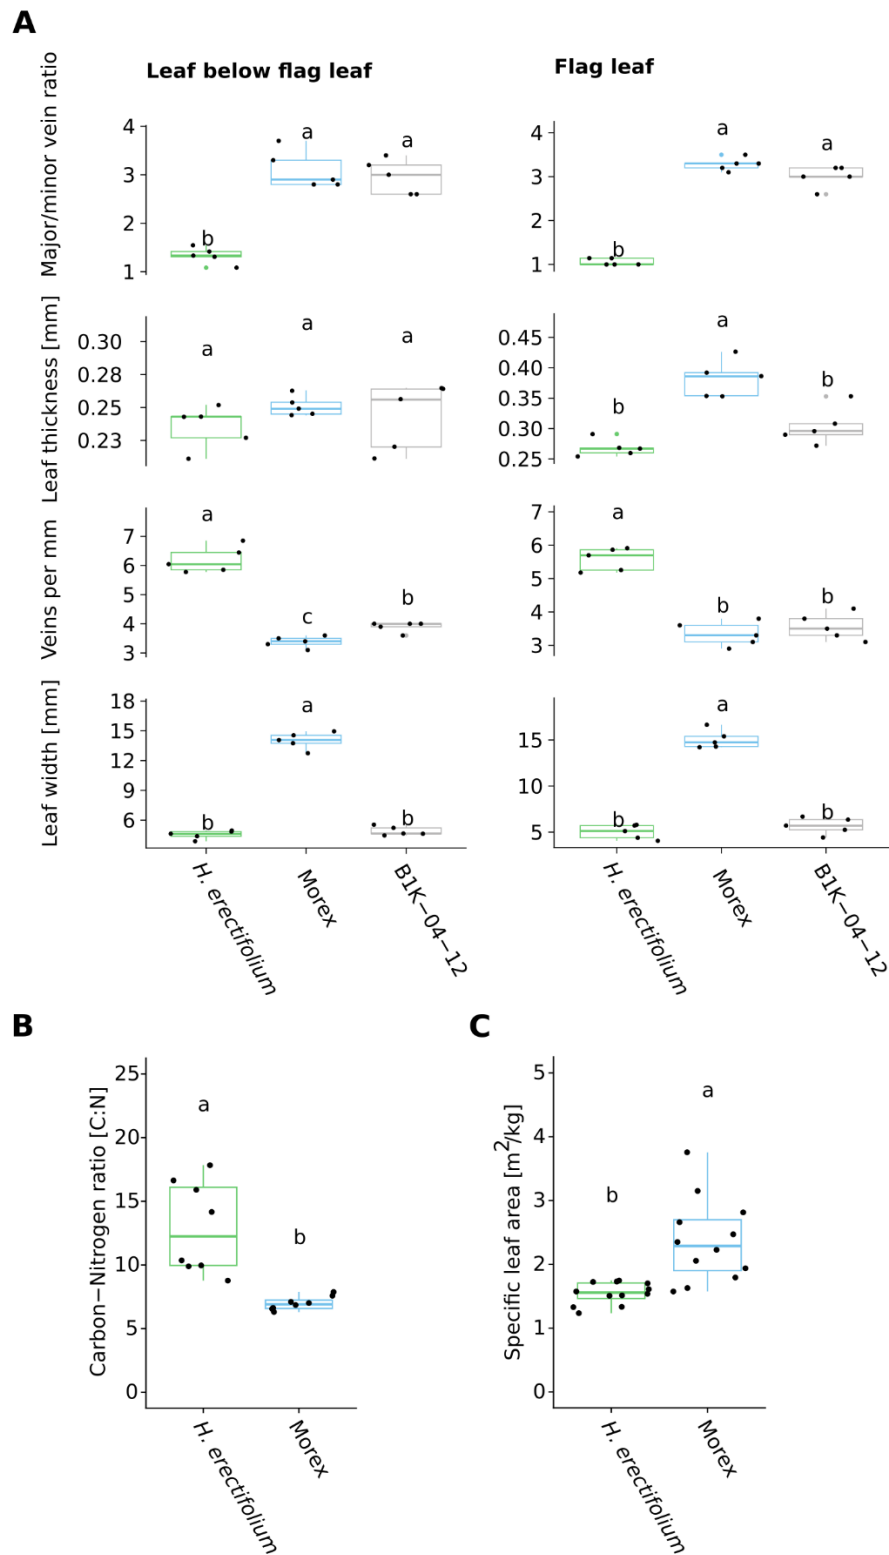 A
Leaf below flag leaf
Flag leaf
Major/minor vein ratio
4
3
2
1
b
a
a
4
3
2
1
b
a
a
Leaf thickness [mm]
0.30
0.28
0.25
0.23
a
a
a
0.45
0.40
0.35
0.30
0.25
b
a
b
Veins per mm
7
6
5
4
3
a
c
b
7
6
5
4
3
a
b
b
Leaf width [mm]
18
15
12
9
6
b
a
b
15
10
5
b
a
b
H. erectifolium
Morex
B1K−04−12
H. erectifolium
Morex
B1K−04−12
B
Carbon−Nitrogen ratio [C:N]
25
20
15
10
5
0
a
b
H. erectifolium
Morex
C
Specific leaf area [m²/kg]
5
4
3
2
1
0
b
a
H. erectifolium
Morex